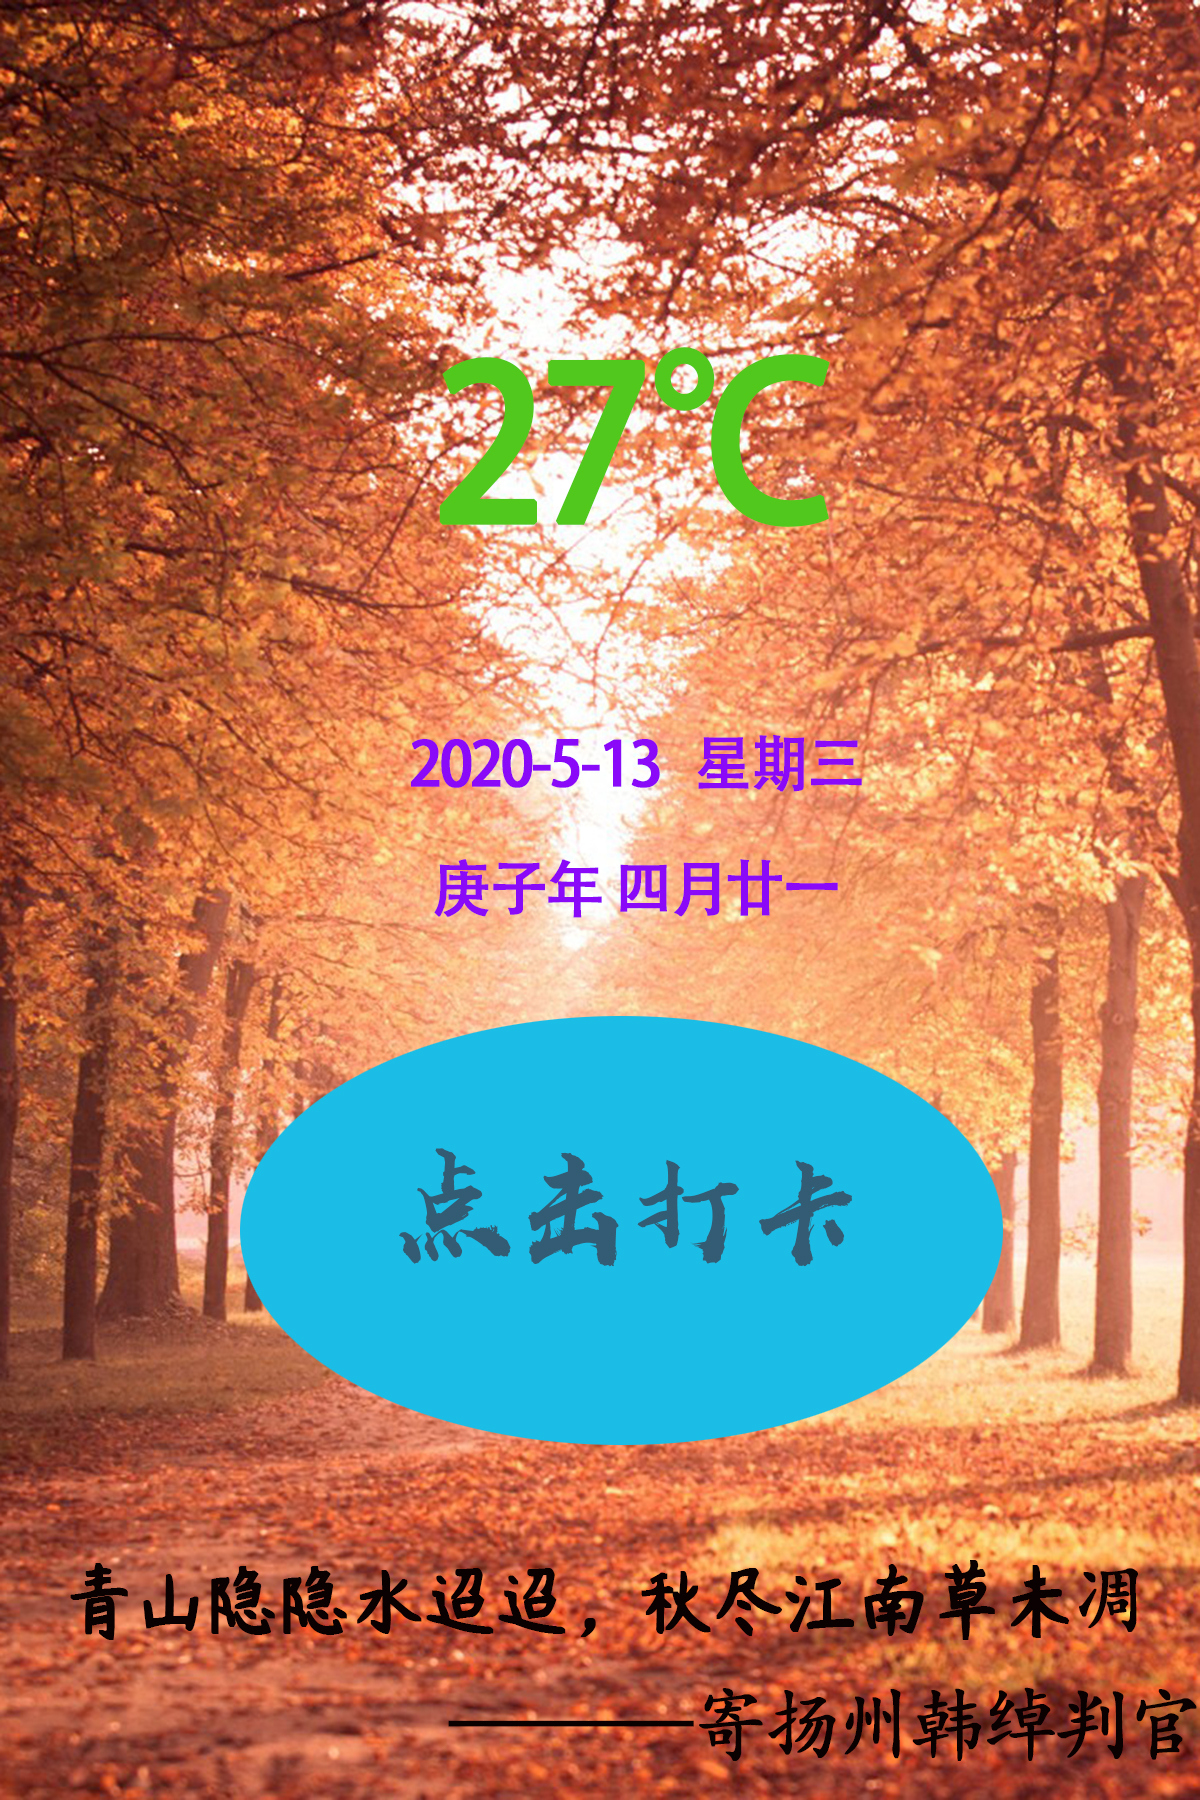 27℃
2020-5-13 星期三
庚子年 四月廿一
点击打卡
青山隐隐水迢迢，秋尽江南草未凋
———寄扬州韩绰判官